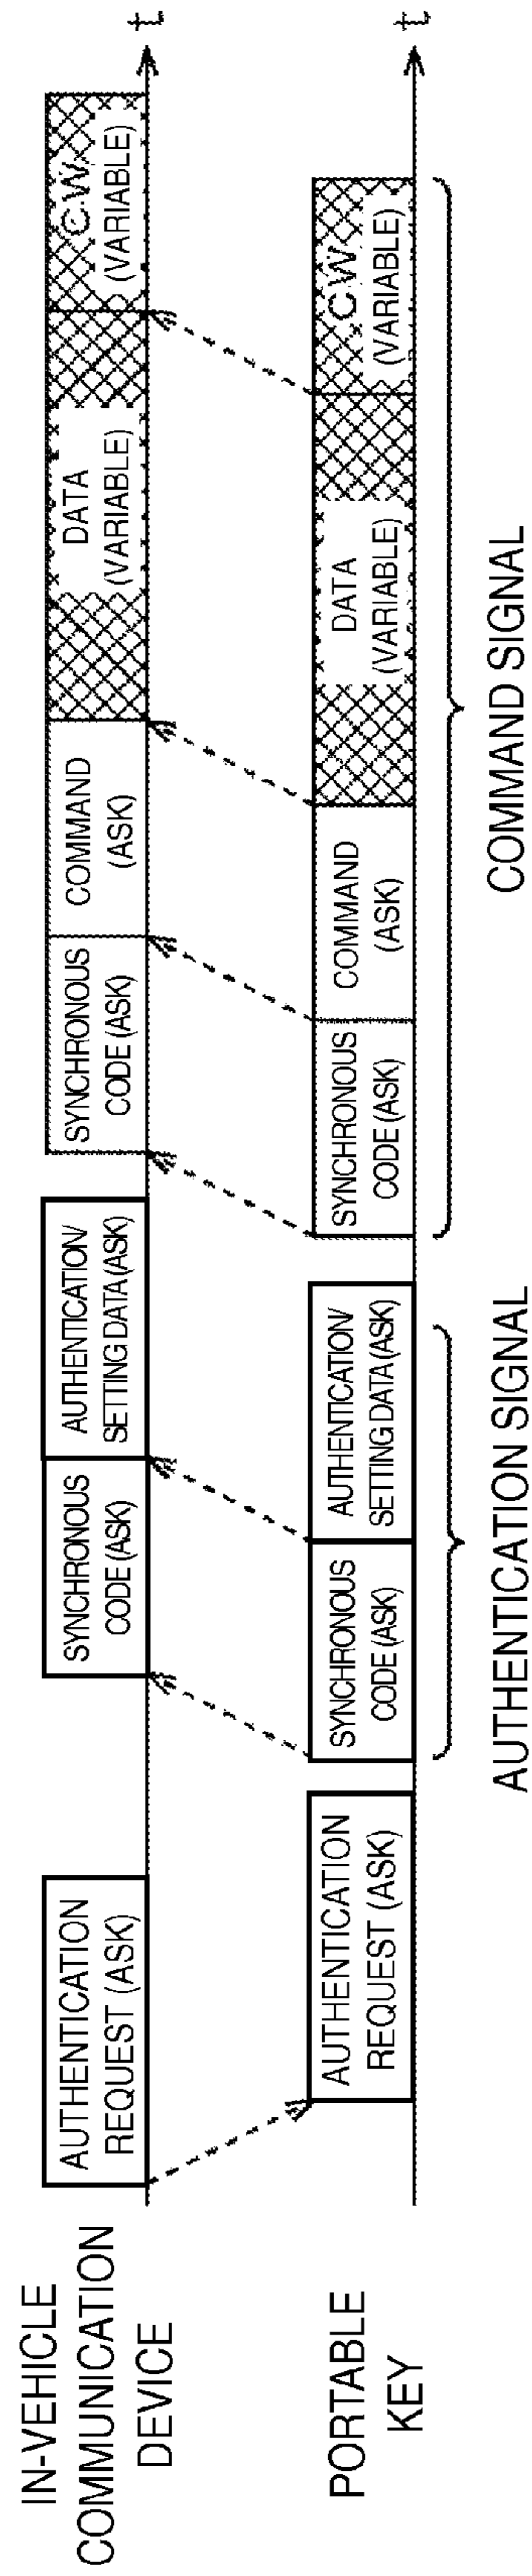 IN-VEHICLE
COMMUNICATION
DEVICE
AUTHENTICATION
REQUEST (ASK)
SYNCHRONOUS
CODE (ASK)
AUTHENTICATION/
SETTING DATA (ASK)
SYNCHRONOUS
CODE (ASK)
COMMAND
(ASK)
DATA
(VARIABLE)
CW
(VARIABLE)
t
PORTABLE
KEY
AUTHENTICATION
REQUEST (ASK)
SYNCHRONOUS
CODE (ASK)
AUTHENTICATION/
SETTING DATA (ASK)
SYNCHRONOUS
CODE (ASK)
COMMAND
(ASK)
DATA
(VARIABLE)
CW
(VARIABLE)
t
AUTHENTICATION SIGNAL
COMMAND SIGNAL